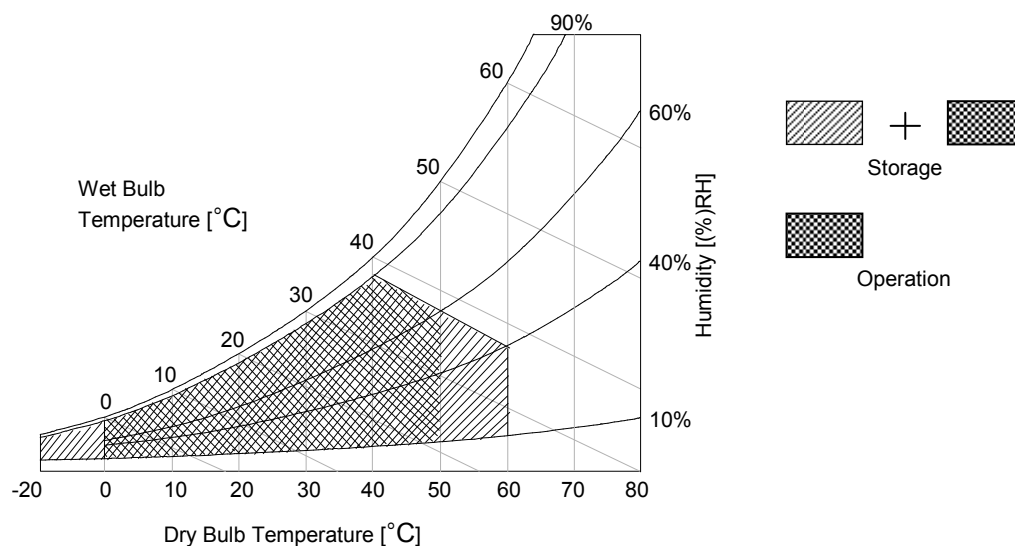 90%
60
60%
50
Wet Bulb
Temperature [°C]
Humidity [(%)RH]
Storage
40
40%
30
Operation
20
10
0
10%
-20 0 10 20 30 40 50 60 70 80
Dry Bulb Temperature [°C]